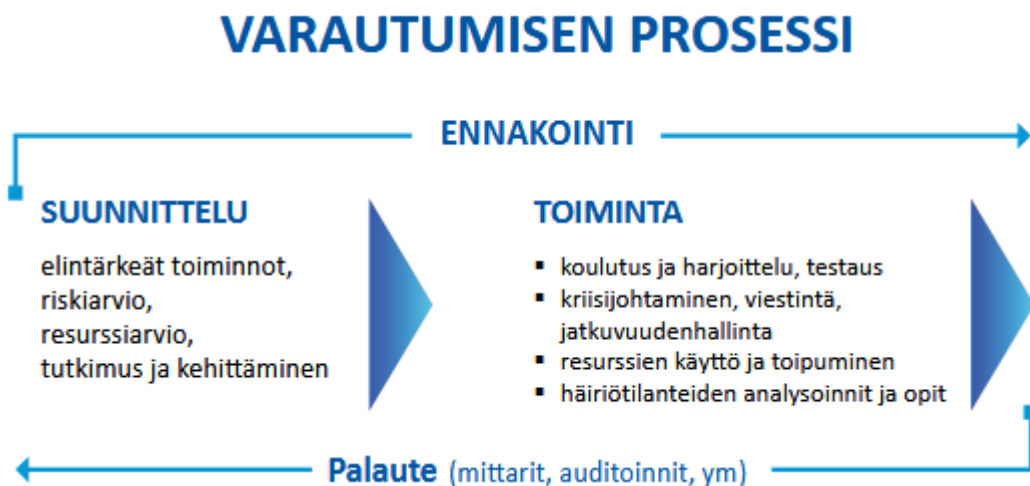 VARAUTUMISEN PROSESSI
ENNAKOINTI
SUUNNITTELU
elintärkeät toiminnot,
riskiarvio,
resurssiarvio,
tutkimus ja kehittäminen
TOIMINTA
▪ koulutus ja harjoittelu, testaus
▪ kriisijohtaminen, viestintä,
jatkuvuudenhallinta
▪ resurssien käyttö ja toipuminen
▪ häiriötilanteiden analysoinnit ja opit
Palaute (mittarit, auditoinnit, ym)